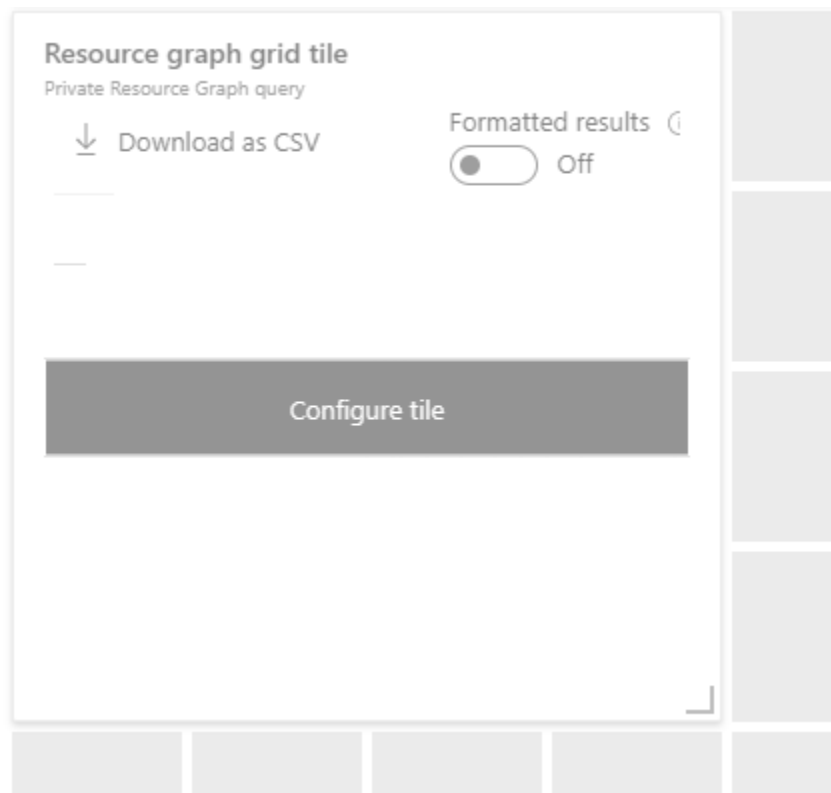 Resource graph grid tile
Private Resource Graph query
Download as CSV
Formatted results
Off
Configure tile